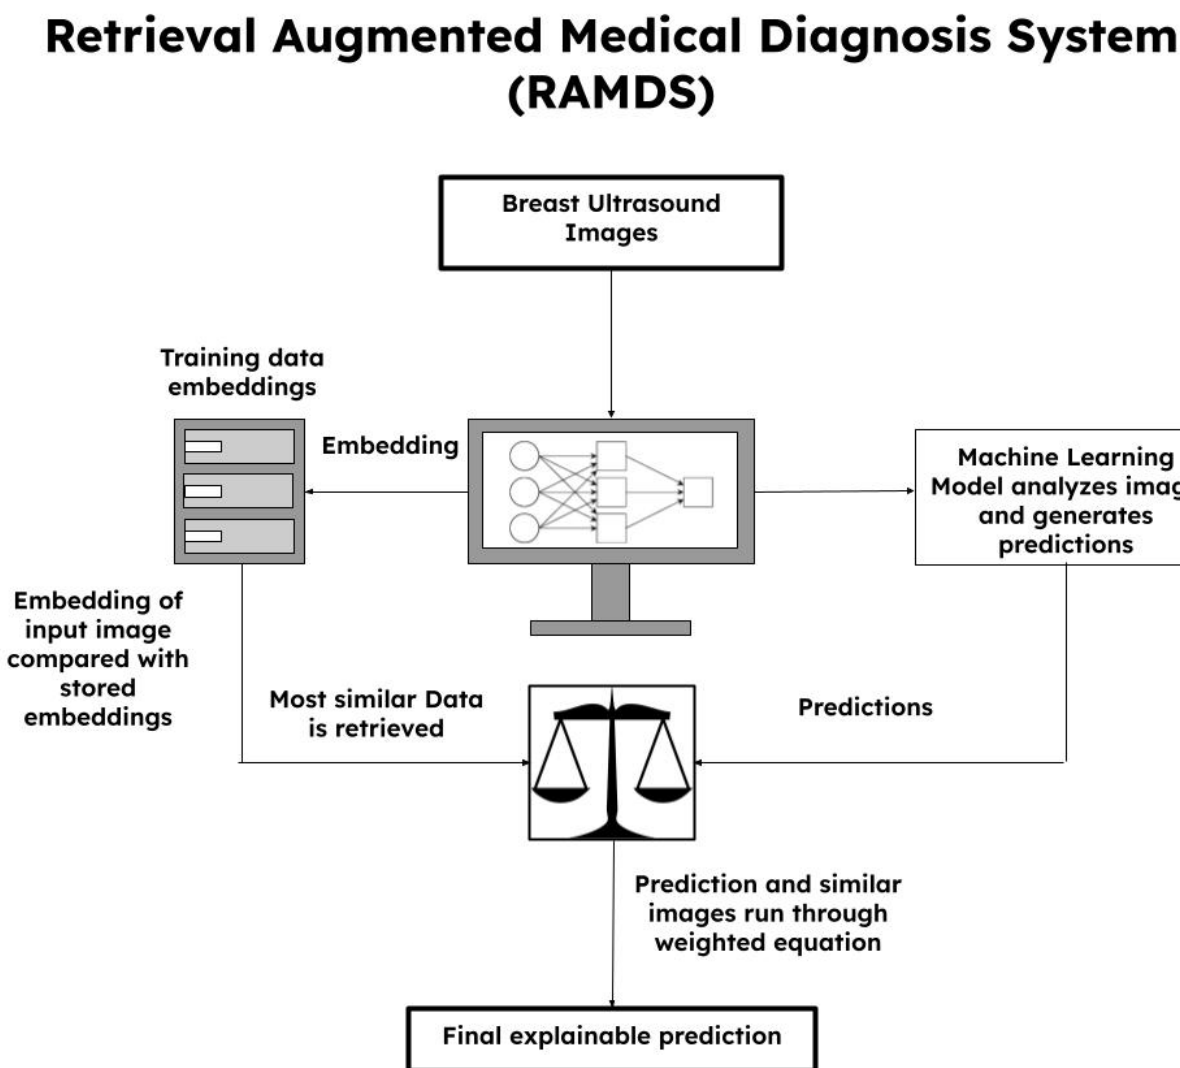 Retrieval Augmented Medical Diagnosis System
(RAMDS)
Breast Ultrasound
Images
Training data
embeddings
Embedding
Machine Learning
Model analyzes
and generates
predictions
Embedding of
input image
compared with
stored
embeddings
Most similar Data
is retrieved
Predictions
Prediction and similar
images run through
weighted equation
Final explainable prediction